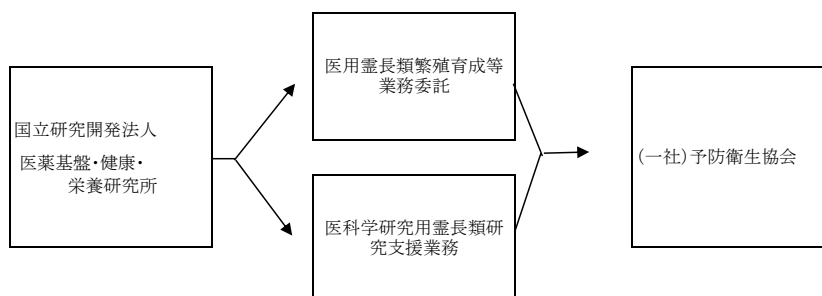 国立研究開発法人
医薬基盤・健康・
栄養研究所
医用霊長類繁殖育成等
業務委託
医科学研究用霊長類研
究支援業務
(一社)予防衛生協会